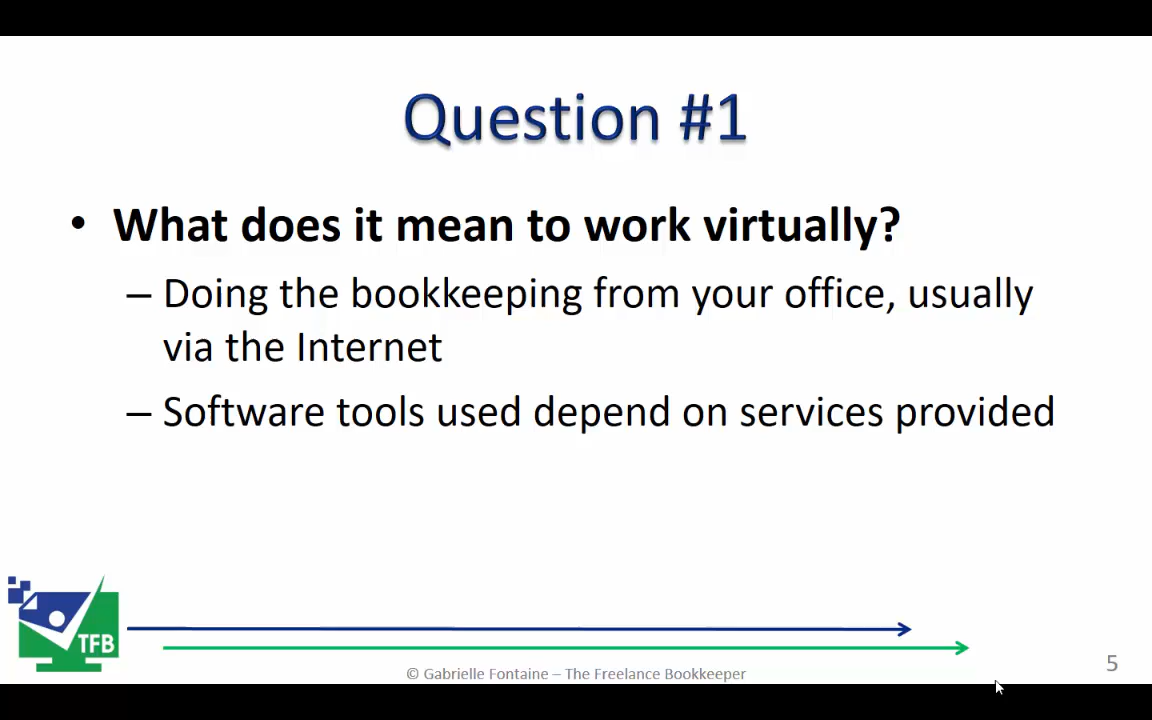 Question #1
• What does it mean to work virtually?
– Doing the bookkeeping from your office, usually
via the Internet
– Software tools used depend on services provided
TFB
© Gabrielle Fontaine – The Freelance Bookkeeper
5